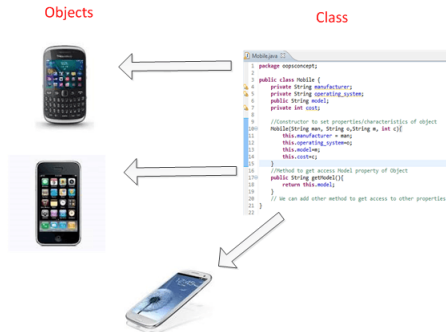 Objects
Class
Mobile.java
1 package oopsconcept;
2
3 public class Mobile {
4 private String manufacturer;
5 private String operating_system;
6 public String model;
7 private int cost;
8
9 //Constructor to set properties/characteristics of object
10 Mobile(String man, String o,String m, int c){
11 this.manufacturer = man;
12 this.operating_system=o;
13 this.model=m;
14 this.cost=c;
15 }
16 //Method to get access Model property of Object
17 public String getModel(){
18 return this.model;
19 }
20 // We can add other method to get access to other properties
21 }
22